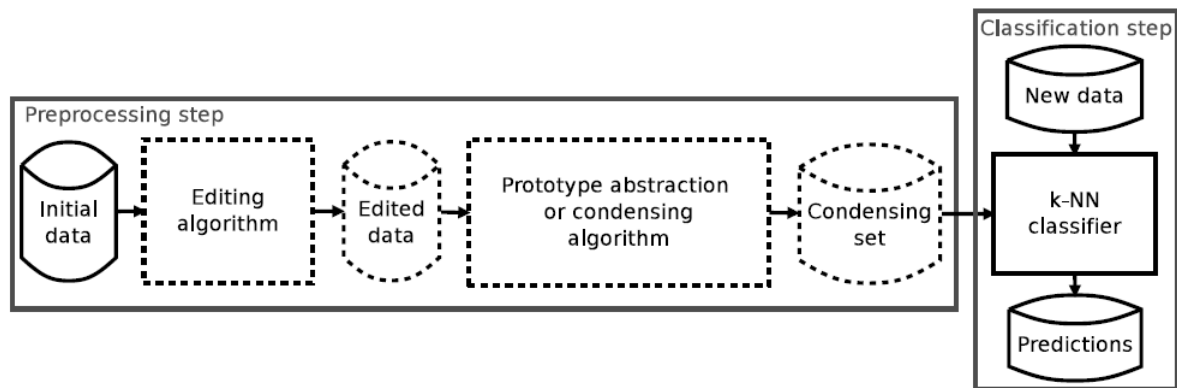 Preprocessing step
Initial
data
Editing
algorithm
Edited
data
Prototype abstraction
or condensing
algorithm
Condensing
set
Classification step
New data
k-NN
classifier
Predictions